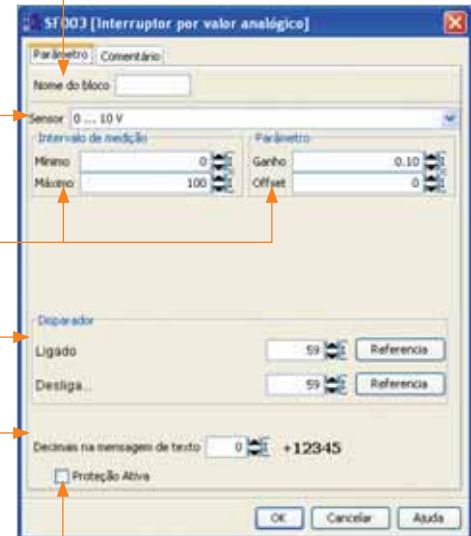 SF003 [Interruptor por valor analógico]
Parâmetro Comentário
Nome do bloco
Sensor 0 ... 10 V
Intervalo de medição Parâmetro
Mínimo 0 Ganho 0.10
Máximo 100 Offset 0
Disparador
Ligado 59 Referencia
Desliga... 59 Referencia
Decimais na mensagem de texto 0 +12345
Proteção Ativa
OK Cancelar Ajuda